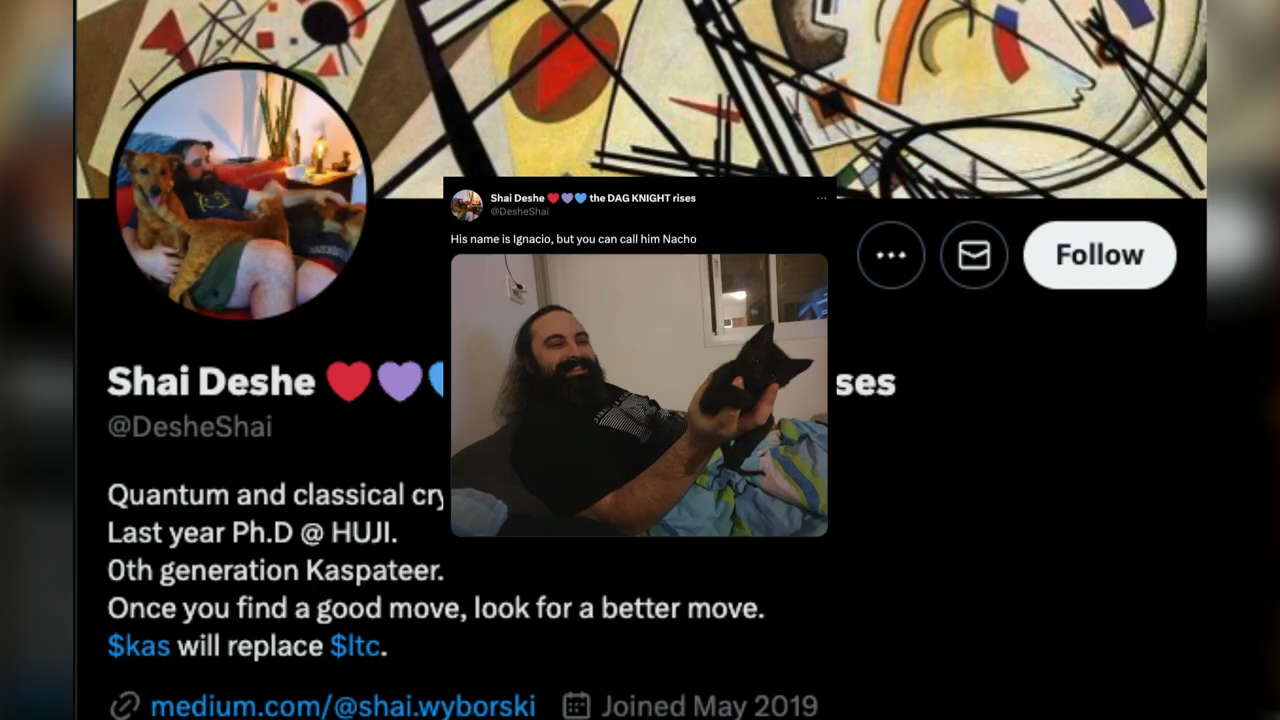 Shai Deshe ❤️💜💙 the DAG KNIGHT rises
@DesheShai
His name is Ignacio, but you can call him Nacho
Follow
Shai Deshe ❤️💜💙 ses
@DesheShai
Quantum and classical cry
Last year Ph.D @ HUJI.
0th generation Kaspateer.
Once you find a good move, look for a better move.
$kas will replace $ltc.
medium.com/@shai.wyborski Joined May 2019